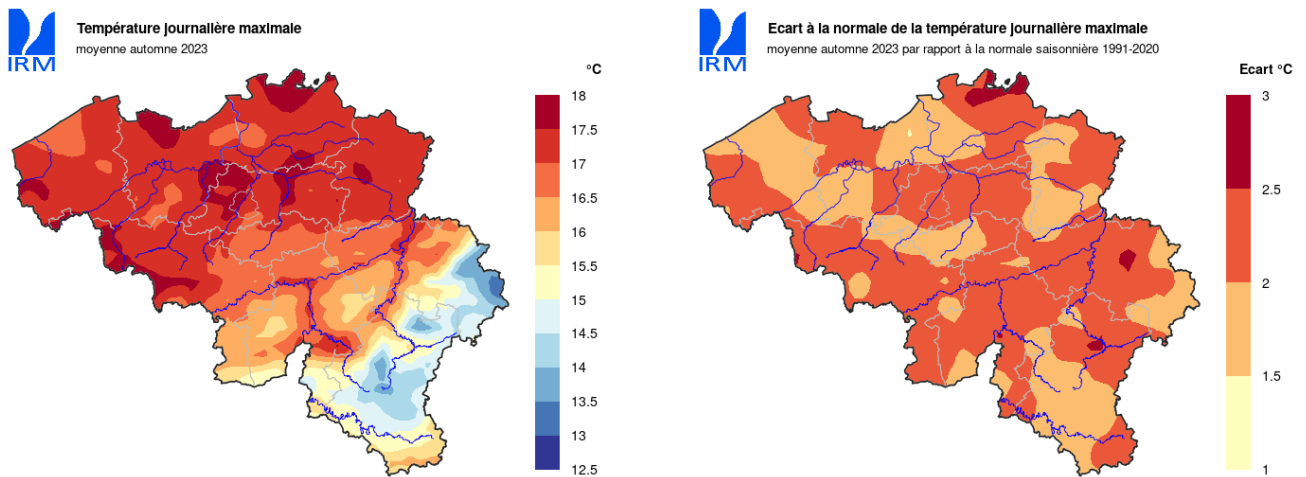 IRM
Température journalière maximale
moyenne automne 2023
°C
18
17.5
17
16.5
16
15.5
15
14.5
14
13.5
13
12.5
IRM
Ecart à la normale de la température journalière maximale
moyenne automne 2023 par rapport à la normale saisonnière 1991-2020
Ecart °C
3
2.5
2
1.5
1